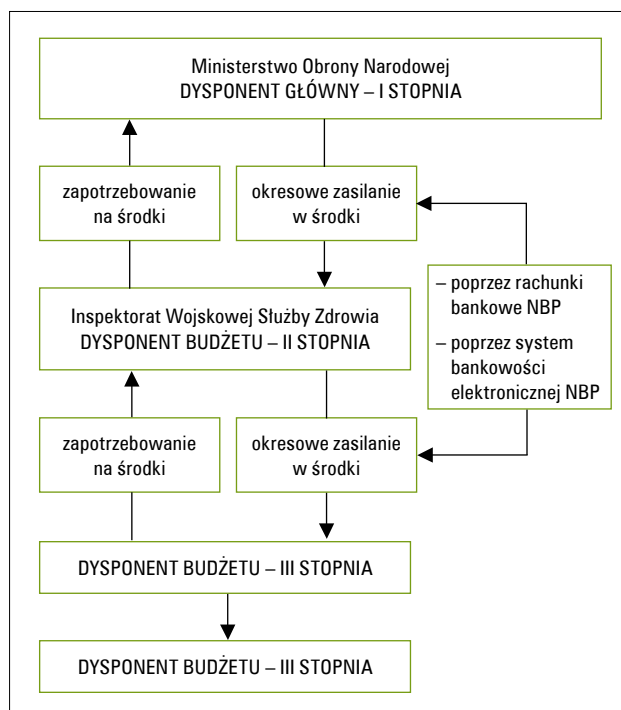 Ministerstwo Obrony Narodowej
DYSPONENT GŁÓWNY – I STOPNIA
zapotrzebowanie
na środki
okresowe zasilanie
w środki
– poprzez rachunki
bankowe NBP
– poprzez system
bankowości
elektronicznej NBP
Inspektorat Wojskowej Służby Zdrowia
DYSPONENT BUDŻETU – II STOPNIA
zapotrzebowanie
na środki
okresowe zasilanie
w środki
DYSPONENT BUDŻETU – III STOPNIA
DYSPONENT BUDŻETU – III STOPNIA